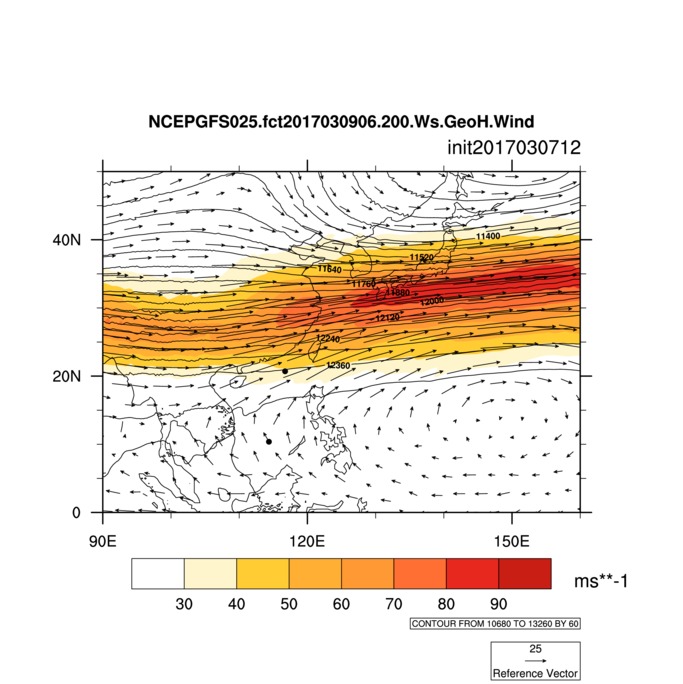 NCEPGFS025.fct2017030906.200.Ws.GeoH.Wind
init2017030712
40N
20N
0
11400
11520
11640
11760
11880
12000
12120
12240
12360
90E 120E 150E
30 40 50 60 70 80 90
ms**-1
CONTOUR FROM 10680 TO 13260 BY 60
25
Reference Vector